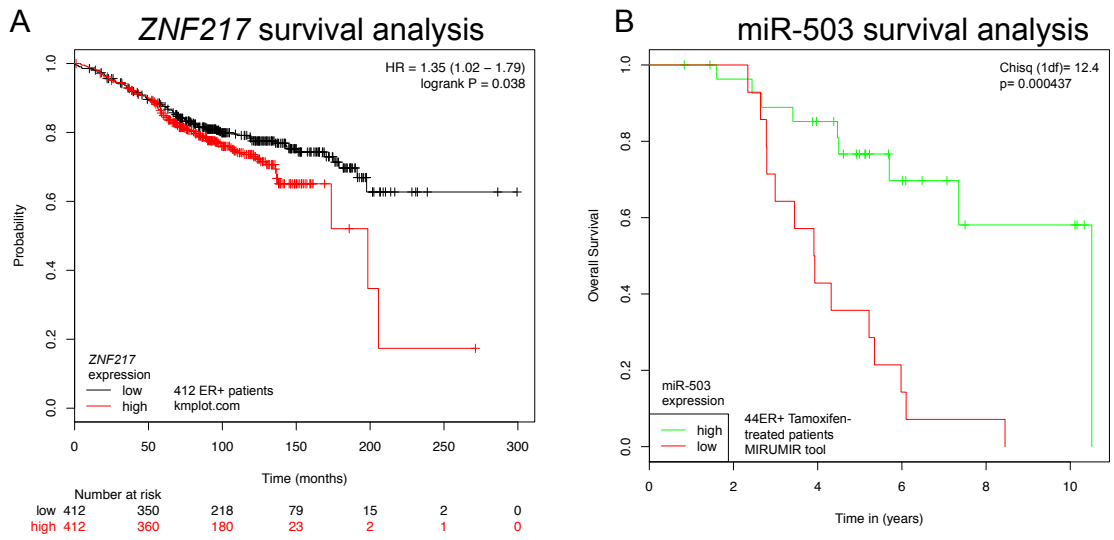 A
ZNF217 survival analysis
HR = 1.35 (1.02 − 1.79)
logrank P = 0.038
Probability
1.0
0.8
0.6
0.4
0.2
0.0
ZNF217
expression
low 412 ER+ patients
high kmplot.com
0 50 100 150 200 250 300
Time (months)
Number at risk
low 412 350 218 79 15 2 0
high 412 360 180 23 2 1 0
B
miR-503 survival analysis
Chisq (1df)= 12.4
p= 0.000437
Overall Survival
1.0
0.8
0.6
0.4
0.2
0.0
miR-503
expression
high
low
44ER+ Tamoxifen-
treated patients
MIRUMIR tool
0 2 4 6 8 10
Time in (years)